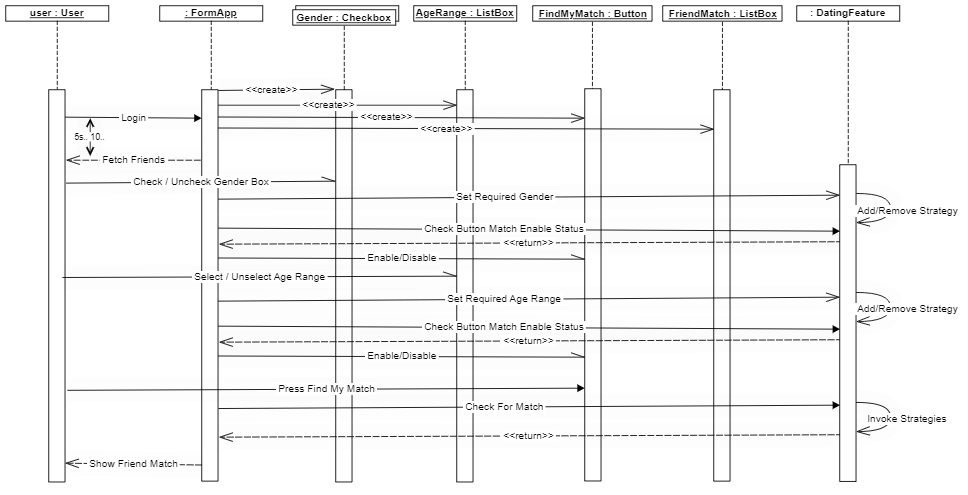 user : User
: FormApp
Gender : Checkbox
AgeRange : ListBox
FindMyMatch : Button
FriendMatch : ListBox
: DatingFeature
<<create>>
<<create>>
Login
<<create>>
<<create>>
5s.. 10..
Fetch Friends
Check / Uncheck Gender Box
Set Required Gender
Add/Remove Strategy
Check Button Match Enable Status
<<return>>
Enable/Disable
Select / Unselect Age Range
Set Required Age Range
Add/Remove Strategy
Check Button Match Enable Status
<<return>>
Enable/Disable
Press Find My Match
Check For Match
Invoke Strategies
<<return>>
Show Friend Match